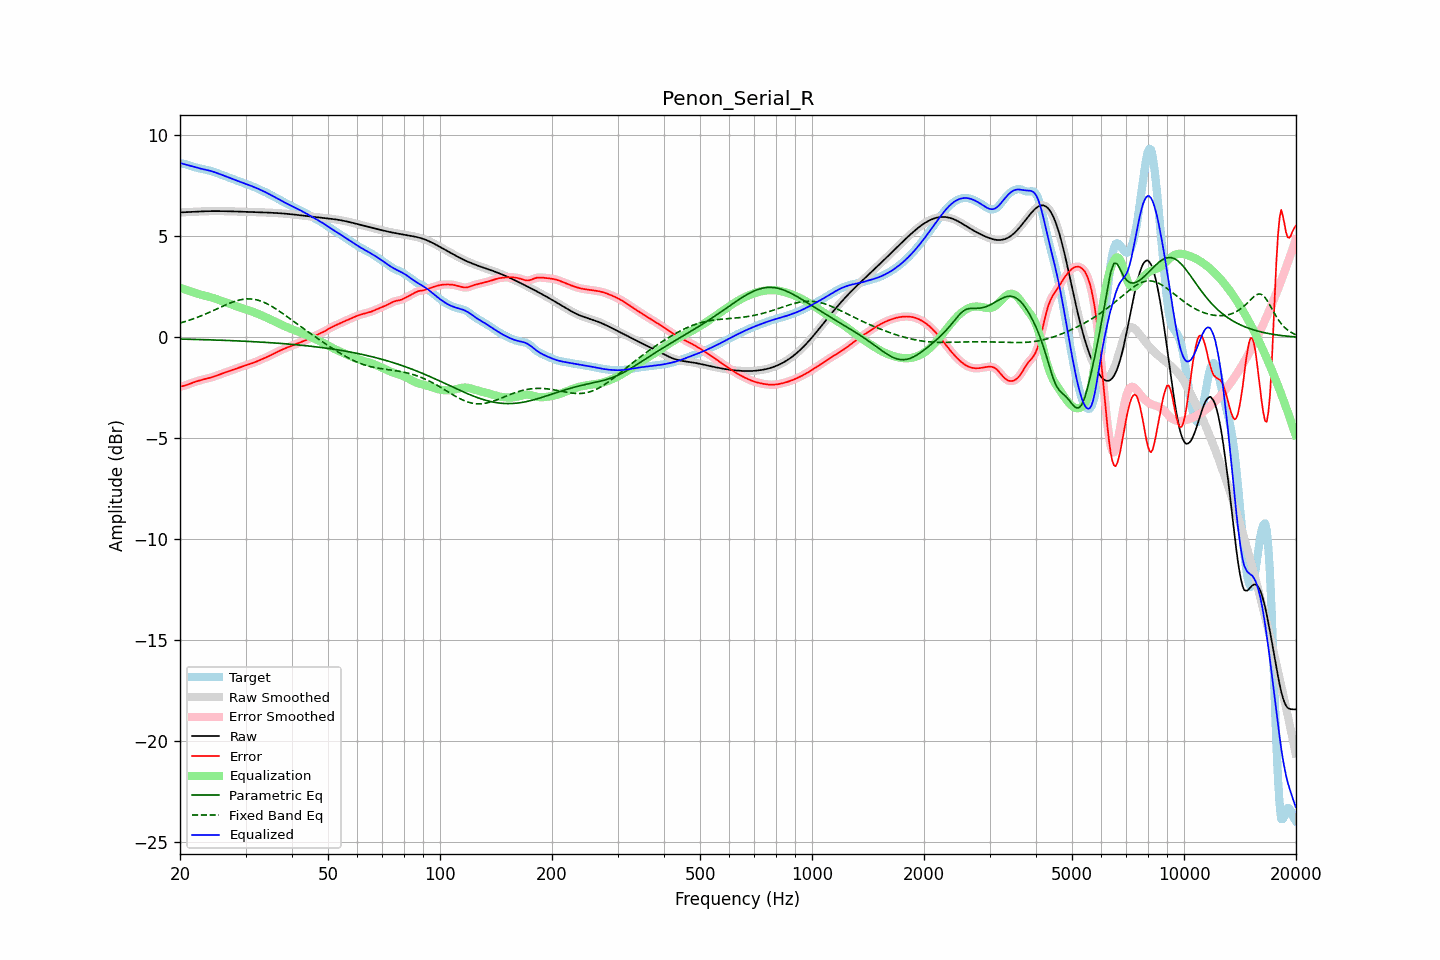 Penon_Serial_R
Amplitude (dBr)
10
5
0
−5
−10
−15
−20
−25
Target
Raw Smoothed
Error Smoothed
Raw
Error
Equalization
Parametric Eq
Fixed Band Eq
Equalized
20 50 100 200 500 1000 2000 5000 10000 20000
Frequency (Hz)